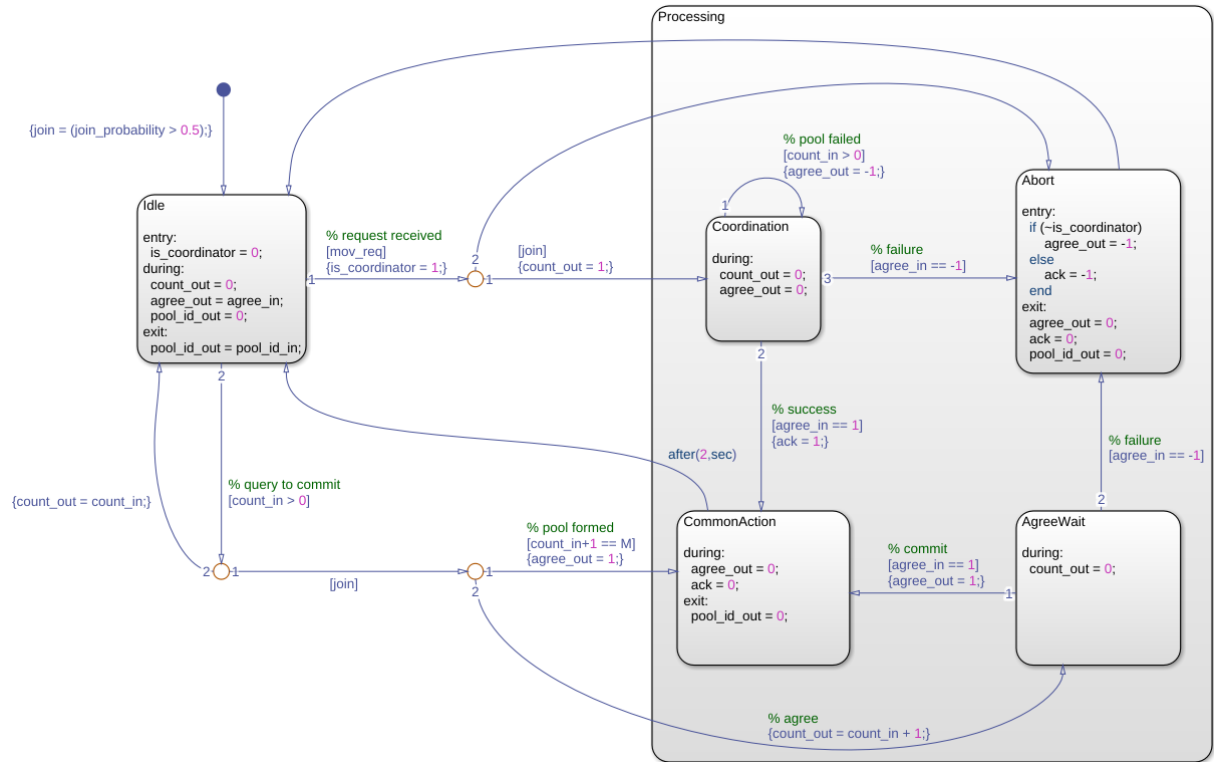 Processing
{join = (join_probability > 0.5);}
Idle
entry:
is_coordinator = 0;
during:
count_out = 0;
agree_out = agree_in;
pool_id_out = 0;
exit:
pool_id_out = pool_id_in;
1
% request received
[mov_req]
{is_coordinator = 1;}
2
1
[join]
{count_out = 1;}
% pool failed
[count_in > 0]
{agree_out = -1;}
1
Coordination
during:
count_out = 0;
agree_out = 0;
3
% failure
[agree_in == -1]
Abort
entry:
if (~is_coordinator)
agree_out = -1;
else
ack = -1;
end
exit:
agree_out = 0;
ack = 0;
pool_id_out = 0;
2
2
% success
[agree_in == 1]
{ack = 1;}
after(2,sec)
% failure
[agree_in == -1]
2
% query to commit
[count_in > 0]
{count_out = count_in;}
2
1
[join]
1
2
% pool formed
[count_in+1 == M]
{agree_out = 1;}
CommonAction
during:
agree_out = 0;
ack = 0;
exit:
pool_id_out = 0;
% commit
[agree_in == 1]
{agree_out = 1;}
1
AgreeWait
during:
count_out = 0;
% agree
{count_out = count_in + 1;}